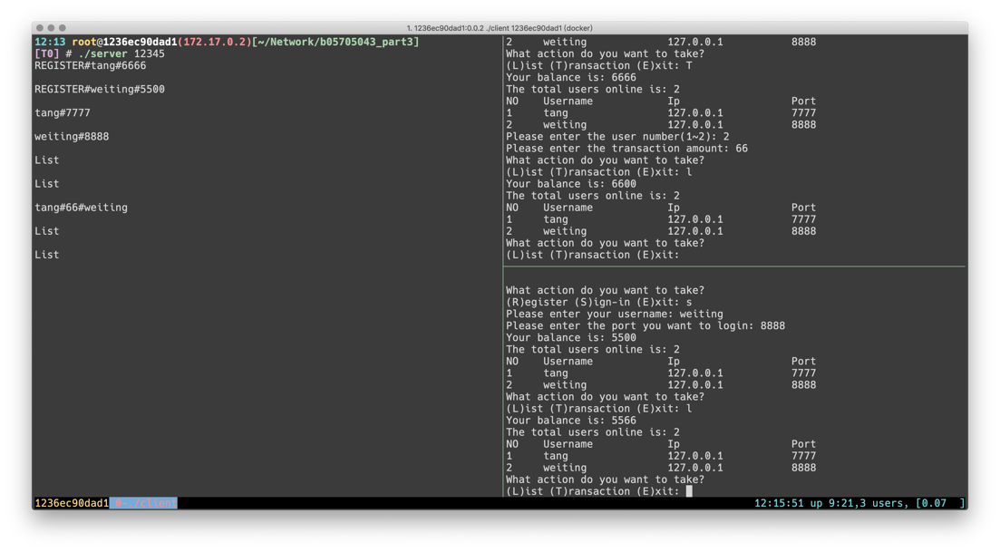 1. 1236ec90dad1:0.0.2 ./client 1236ec90dad1 (docker)
12:13 root@1236ec90dad1(172.17.0.2)[~/Network/b05705043_part3]
[T0] # ./server 12345
REGISTER#tang#6666
REGISTER#weiting#5500
tang#7777
weiting#8888
List
List
tang#66#weiting
List
List
2 weiting 127.0.0.1 8888
What action do you want to take?
(L)ist (T)ransaction (E)xit: T
Your balance is: 6666
The total users online is: 2
NO Username Ip Port
1 tang 127.0.0.1 7777
2 weiting 127.0.0.1 8888
Please enter the user number(1~2): 2
Please enter the transaction amount: 66
What action do you want to take?
(L)ist (T)ransaction (E)xit: l
Your balance is: 6600
The total users online is: 2
NO Username Ip Port
1 tang 127.0.0.1 7777
2 weiting 127.0.0.1 8888
What action do you want to take?
(L)ist (T)ransaction (E)xit:
What action do you want to take?
(R)egister (S)ign-in (E)xit: s
Please enter your username: weiting
Please enter the port you want to login: 8888
Your balance is: 5500
The total users online is: 2
NO Username Ip Port
1 tang 127.0.0.1 7777
2 weiting 127.0.0.1 8888
What action do you want to take?
(L)ist (T)ransaction (E)xit: l
Your balance is: 5566
The total users online is: 2
NO Username Ip Port
1 tang 127.0.0.1 7777
2 weiting 127.0.0.1 8888
What action do you want to take?
(L)ist (T)ransaction (E)xit:
1236ec90dad1 0-./client 12:15:51 up 9:21,3 users, [0.07 ]